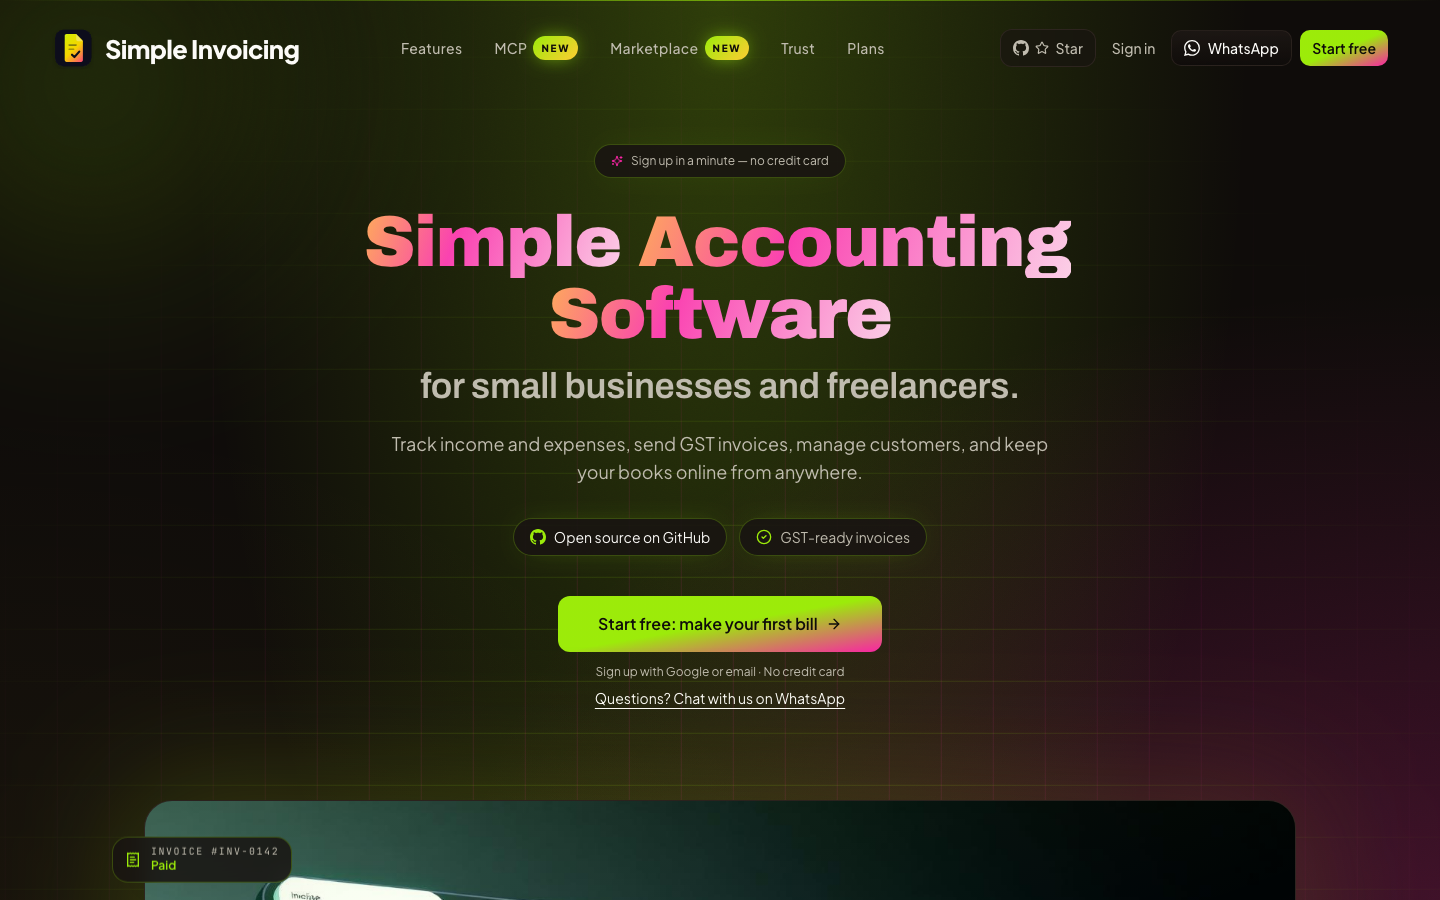 Simple Invoicing
Features
MCP NEW
Marketplace NEW
Trust
Plans
Star
Sign in
WhatsApp
Start free
Sign up in a minute — no credit card
Simple Accounting
Software
for small businesses and freelancers.
Track income and expenses, send GST invoices, manage customers, and keep
your books online from anywhere.
Open source on GitHub
GST-ready invoices
Start free: make your first bill
Sign up with Google or email · No credit card
Questions? Chat with us on WhatsApp
INVOICE #INV-0142
Paid